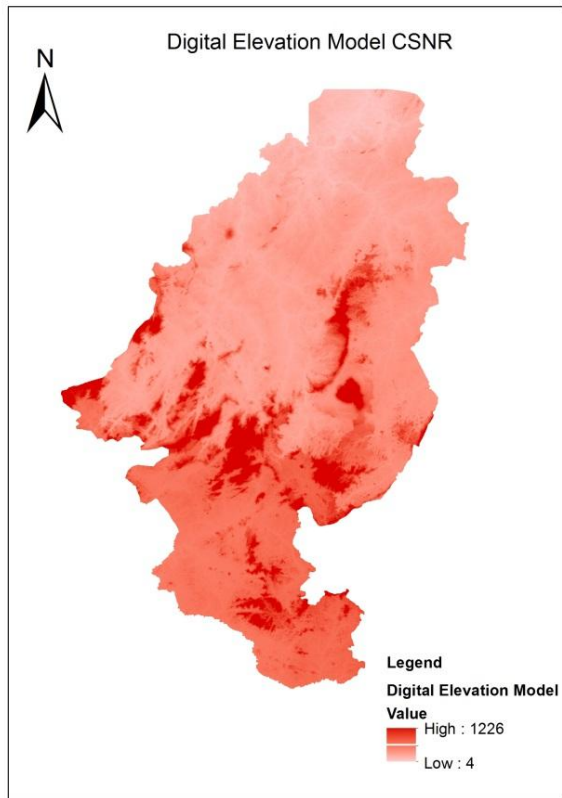 Digital Elevation Model CSNR
N
Legend
Digital Elevation Model
Value
High : 1226
Low : 4